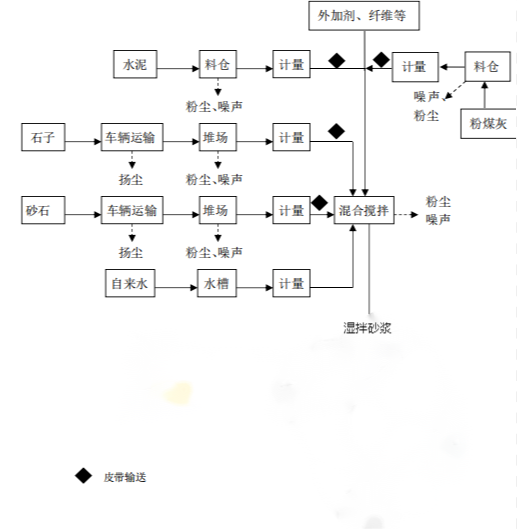 外加剂、纤维等
水泥
料仓
计量
计量
料仓
粉尘、噪声
噪声、
粉尘
粉煤灰
石子
车辆运输
堆场
计量
扬尘
粉尘、噪声
砂石
车辆运输
堆场
计量
混合搅拌
粉尘
噪声
扬尘
粉尘、噪声
自来水
水槽
计量
湿拌砂浆
皮带输送